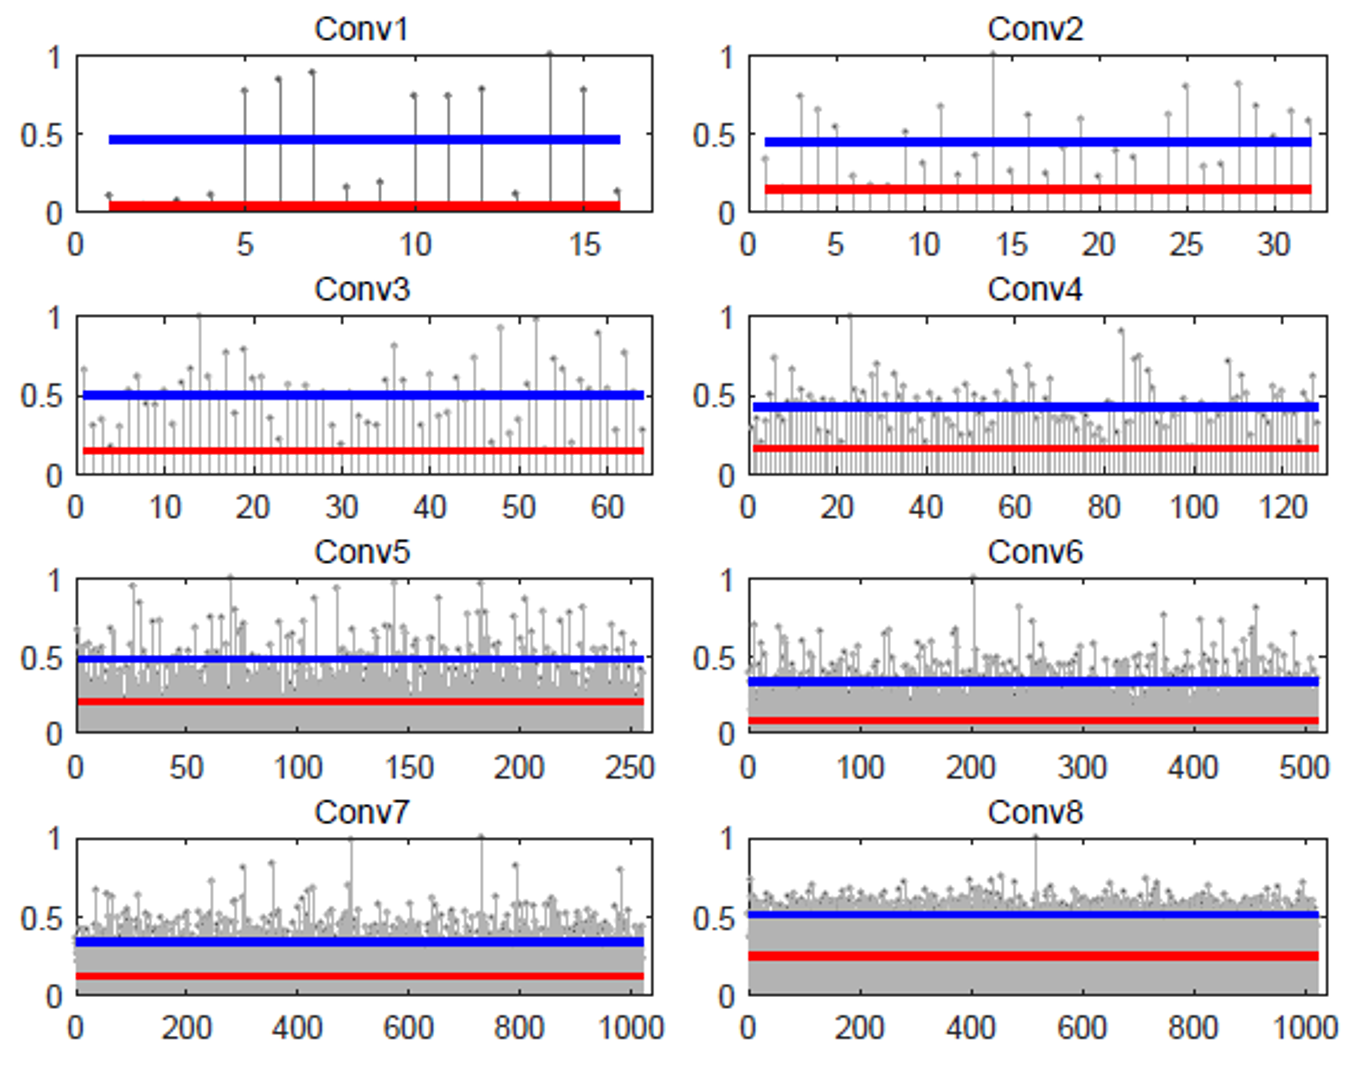 Conv1 Conv2
1 1
0.5 0.5
0 0
0 5 10 15 0 5 10 15 20 25 30
Conv3 Conv4
1 1
0.5 0.5
0 0
0 10 20 30 40 50 60 0 20 40 60 80 100 120
Conv5 Conv6
1 1
0.5 0.5
0 0
0 50 100 150 200 250 0 100 200 300 400 500
Conv7 Conv8
1 1
0.5 0.5
0 0
0 200 400 600 800 1000 0 200 400 600 800 1000